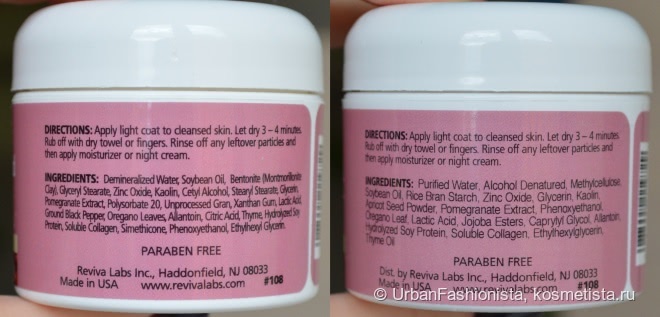 DIRECTIONS: Apply light coat to cleansed skin. Let dry 3 – 4 minutes.
Rub off with dry towel or fingers. Rinse off any leftover particles and
then apply moisturizer or night cream.
INGREDIENTS: Demineralized Water, Soybean Oil, Bentonite (Montmorillonite
Clay), Glyceryl Stearate, Zinc Oxide, Kaolin, Cetyl Alcohol, Stearyl Stearate, Glycerin,
Pomegranate Extract, Polysorbate 20, Unprocessed Gran, Xanthan Gum, Lactic Acid,
Ground Black Pepper, Oregano Leaves, Allantoin, Citric Acid, Thyme, Hydrolyzed Soy
Protein, Soluble Collagen, Simethicone, Phenoxyethanol, Ethylhexyl Glycerin.
PARABEN FREE
Reviva Labs Inc., Haddonfield, NJ 08033
Made in USA www.revivalabs.com #108
DIRECTIONS: Apply light coat to cleansed skin. Let dry 3 – 4 minutes.
Rub off with dry towel or fingers. Rinse off any leftover particles and
then apply moisturizer or night cream.
INGREDIENTS: Purified Water, Alcohol Denatured, Methylcellulose,
Soybean Oil, Rice Bran Starch, Zinc Oxide, Glycerin, Kaolin,
Apricot Seed Powder, Pomegranate Extract, Phenoxyethanol,
Oregano Leaf, Lactic Acid, Jojoba Esters, Caprylyl Glycol, Allantoin,
Hydrolyzed Soy Protein, Soluble Collagen, Ethylhexylglycerin,
Thyme Oil
PARABEN FREE
Dist. by Reviva Labs Inc., Haddonfield, NJ 08033
Made in USA www.revivalabs.com #108
© UrbanFashionista, kosmetista.ru